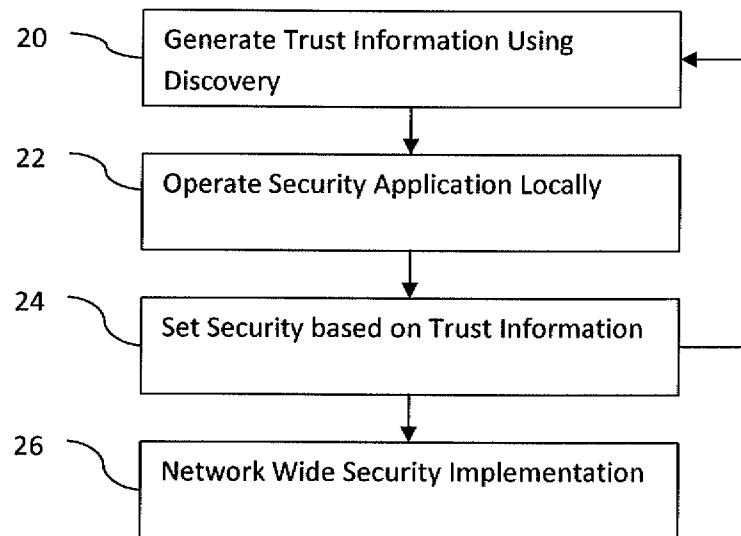 20
Generate Trust Information Using
Discovery
22
Operate Security Application Locally
24
Set Security based on Trust Information
26
Network Wide Security Implementation